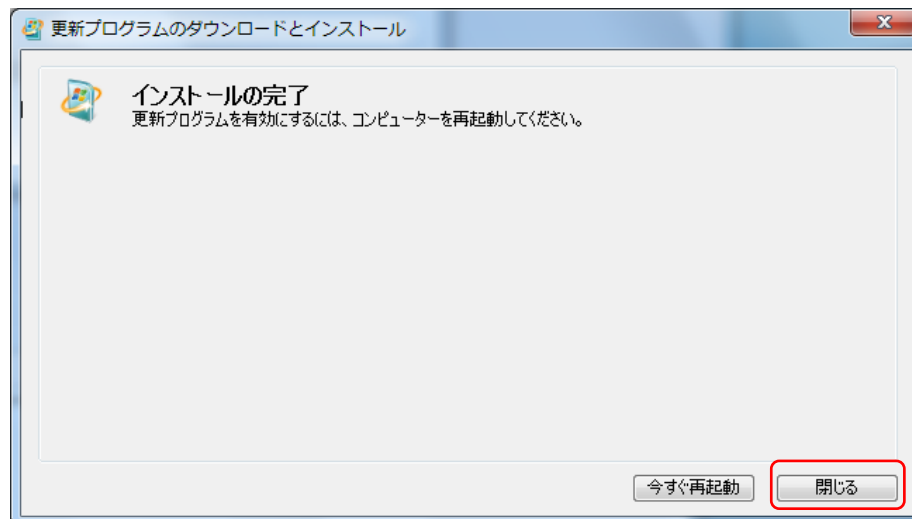 更新プログラムのダウンロードとインストール
インストールの完了
更新プログラムを有効にするには、コンピューターを再起動してください。
今すぐ再起動
閉じる